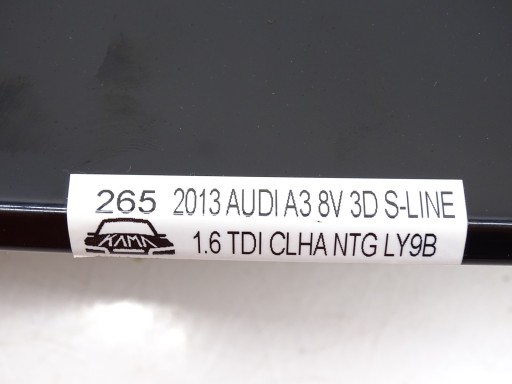 265 2013 AUDI A3 8V 3D S-LINE
KAMA 1.6 TDI CLHA NTG LY9B